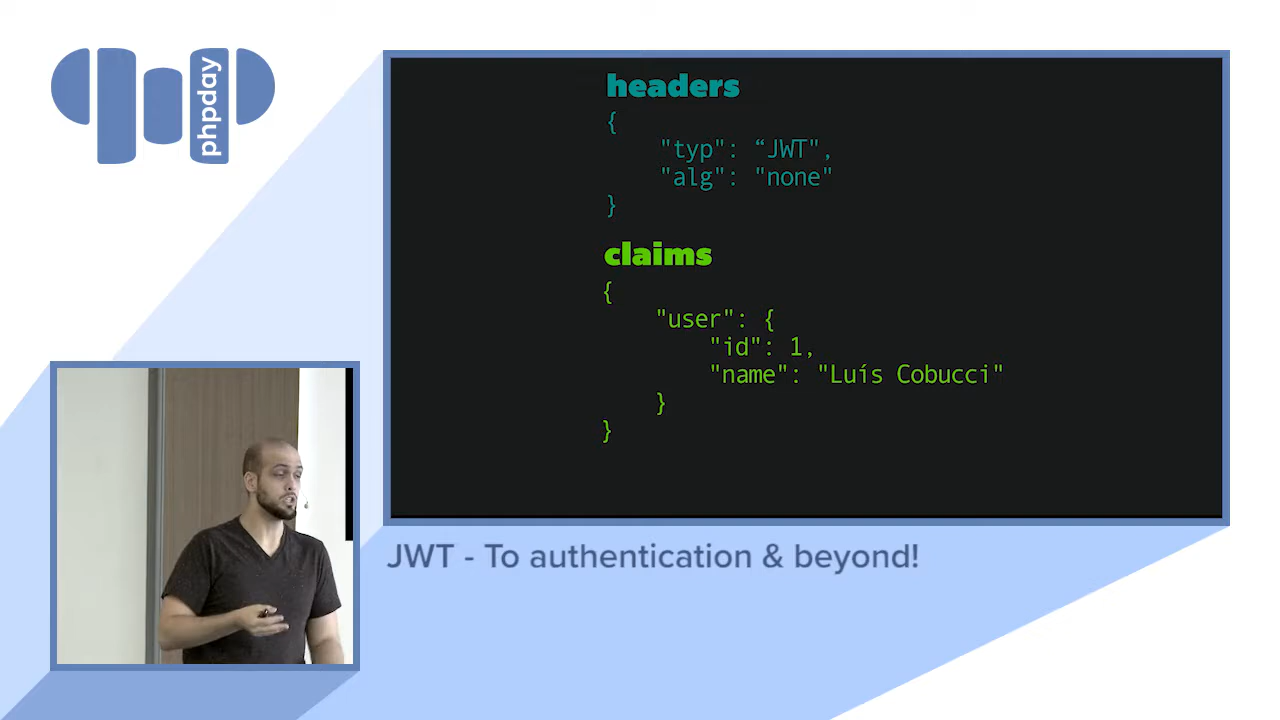 phpday
headers
{
"typ": “JWT",
"alg": "none"
}
claims
{
"user": {
"id": 1,
"name": "Luís Cobucci"
}
}
JWT - To authentication & beyond!